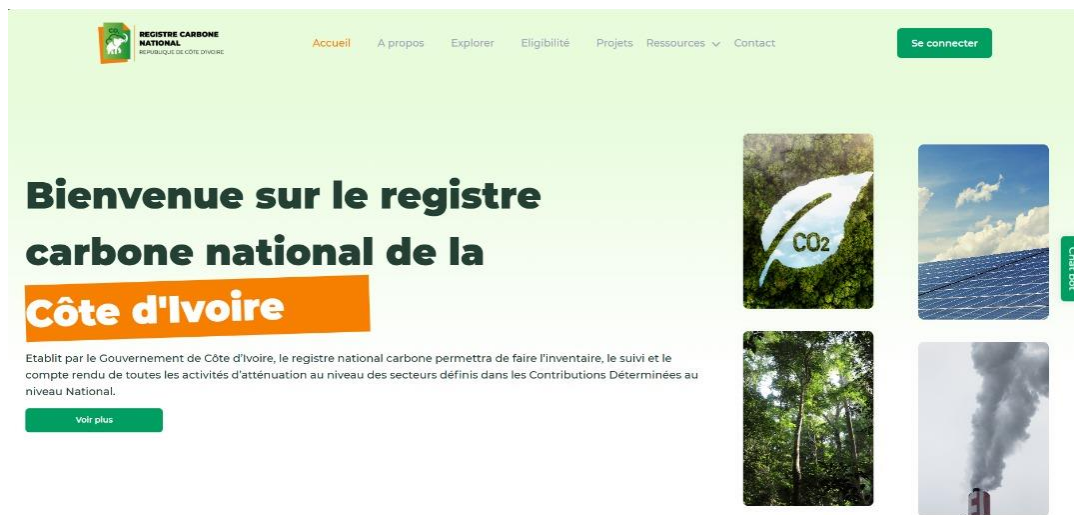 CO₂
REGISTRE CARBONE
NATIONAL
REPUBLIQUE DE CÔTE D'IVOIRE
Accueil A propos Explorer Eligibilité Projets Ressources Contact
Se connecter
Bienvenue sur le registre
carbone national de la
Côte d'Ivoire
Etablit par le Gouvernement de Côte d'Ivoire, le registre national carbone permettra de faire l'inventaire, le suivi et le
compte rendu de toutes les activités d'atténuation au niveau des secteurs définis dans les Contributions Déterminées au
niveau National.
Voir plus
CO2
Chat bot